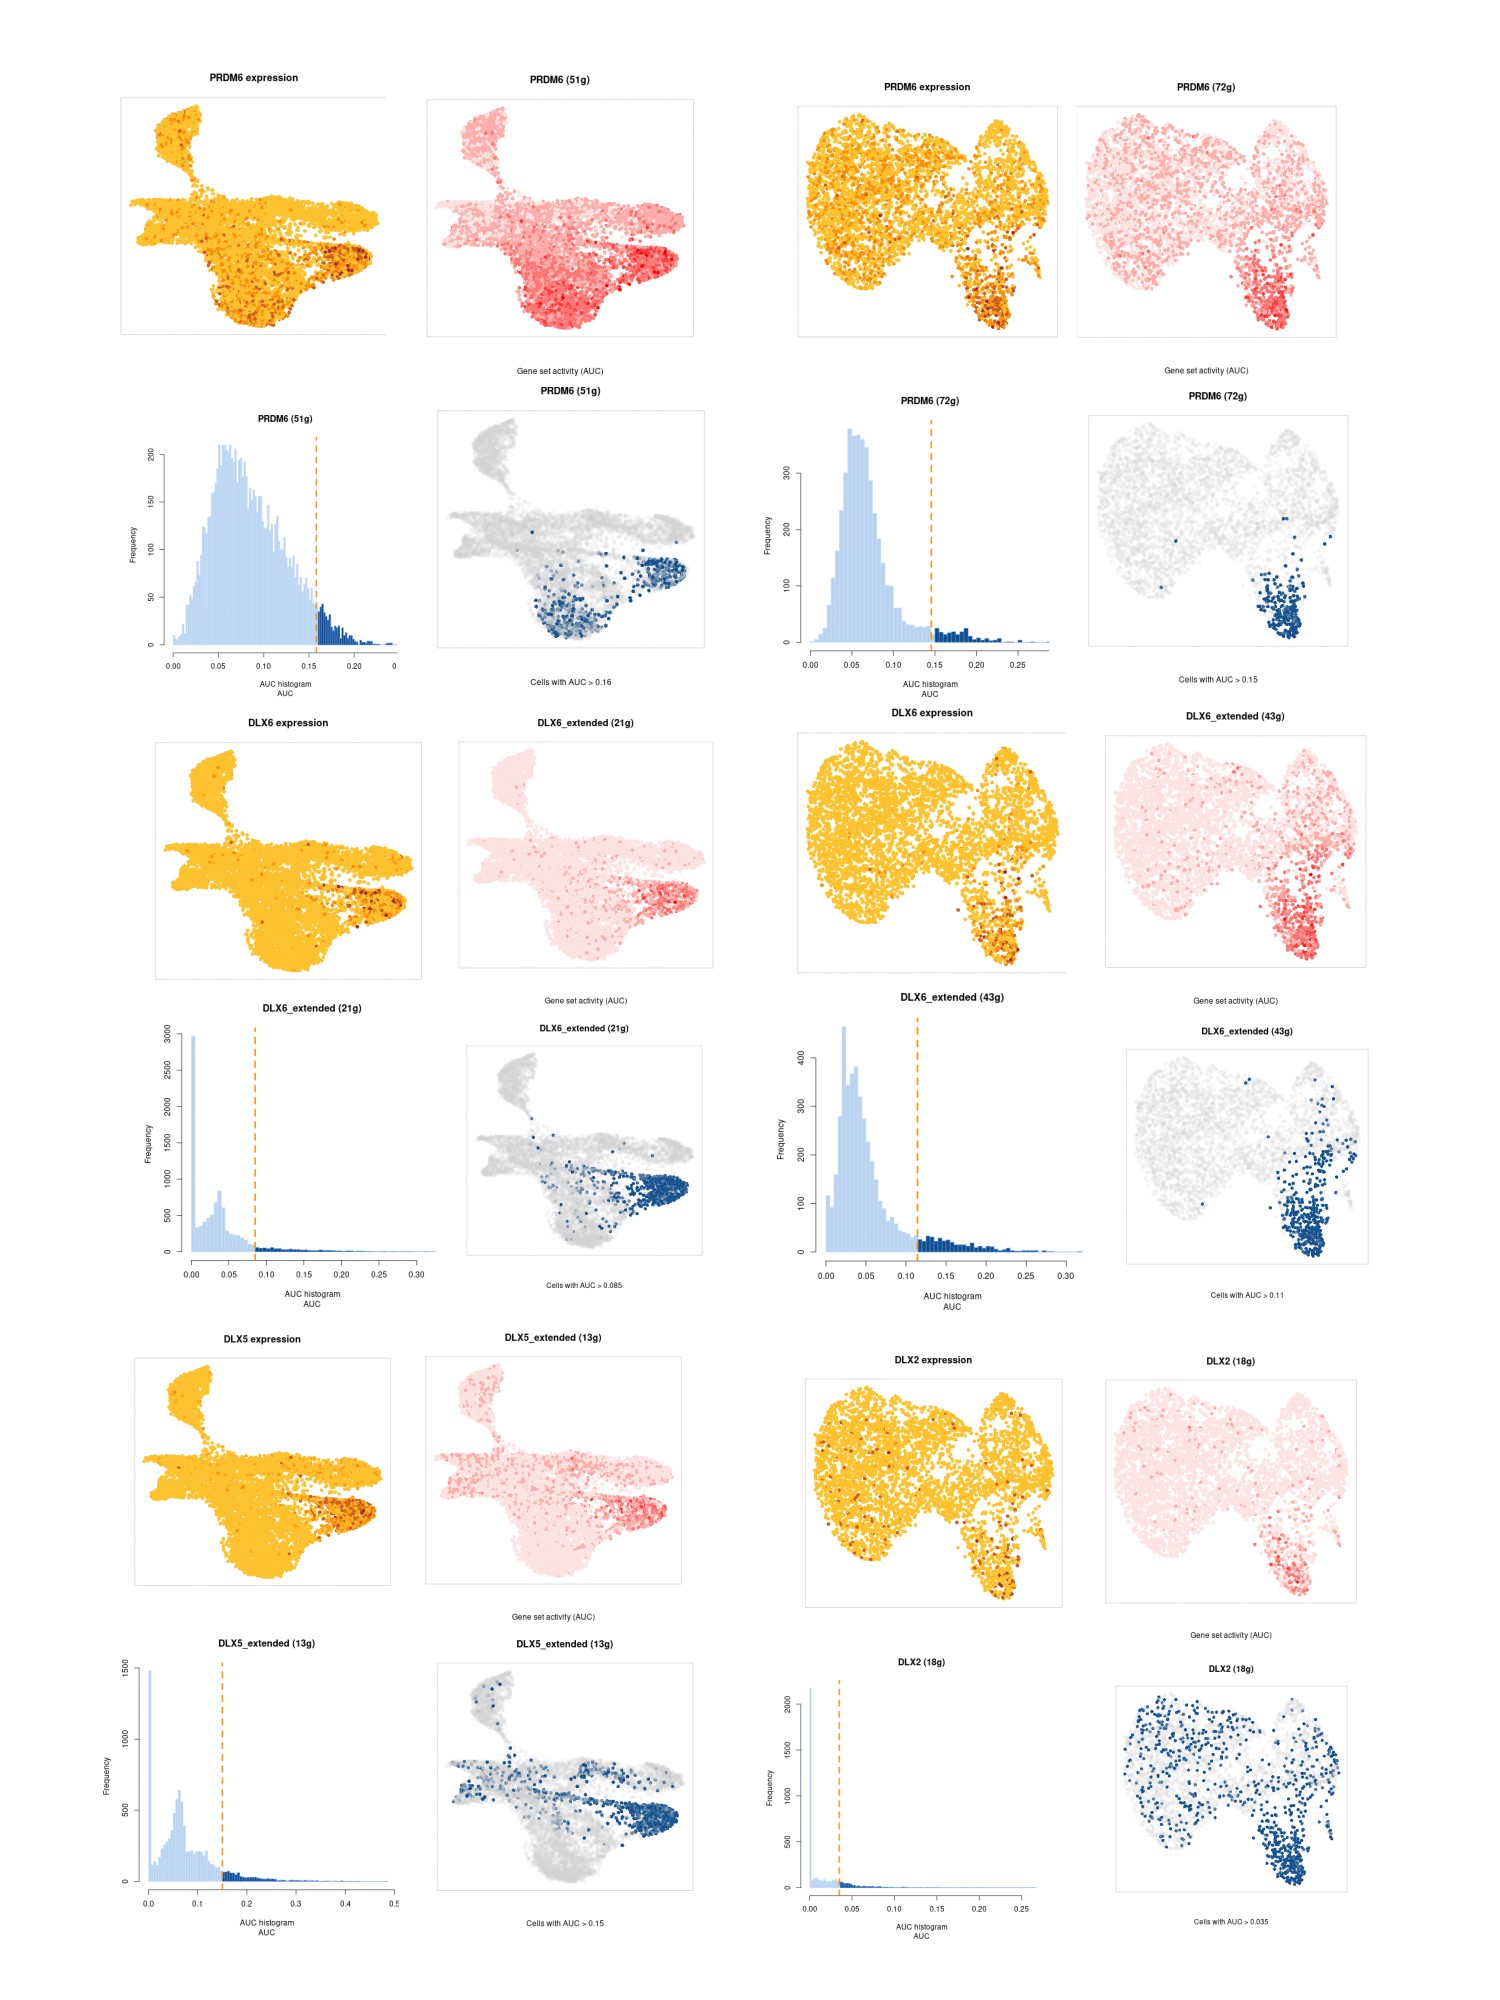 PRDM6 expression
PRDM6 (51g)
PRDM6 expression
PRDM6 (72g)
Gene set activity (AUC)
Gene set activity (AUC)
PRDM6 (51g)
PRDM6 (51g)
PRDM6 (72g)
PRDM6 (72g)
Frequency
200
150
100
50
0
0.00 0.05 0.10 0.15 0.20 0
AUC histogram
AUC
Cells with AUC > 0.16
Frequency
300
200
100
0
0.00 0.05 0.10 0.15 0.20 0.25
AUC histogram
AUC
Cells with AUC > 0.15
DLX6 expression
DLX6_extended (21g)
DLX6 expression
DLX6_extended (43g)
Gene set activity (AUC)
Gene set activity (AUC)
DLX6_extended (21g)
DLX6_extended (21g)
DLX6_extended (43g)
DLX6_extended (43g)
Frequency
3000
2500
2000
1500
1000
500
0
0.00 0.05 0.10 0.15 0.20 0.25 0.30
AUC histogram
AUC
Cells with AUC > 0.085
Frequency
400
300
200
100
0
0.00 0.05 0.10 0.15 0.20 0.25 0.30
AUC histogram
AUC
Cells with AUC > 0.11
DLX5 expression
DLX5_extended (13g)
DLX2 expression
DLX2 (18g)
Gene set activity (AUC)
Gene set activity (AUC)
DLX5_extended (13g)
DLX5_extended (13g)
DLX2 (18g)
DLX2 (18g)
Frequency
1500
1000
500
0
0.0 0.1 0.2 0.3 0.4 0.5
AUC histogram
AUC
Cells with AUC > 0.15
Frequency
2000
1500
1000
500
0
0.00 0.05 0.10 0.15 0.20 0.25
AUC histogram
AUC
Cells with AUC > 0.035